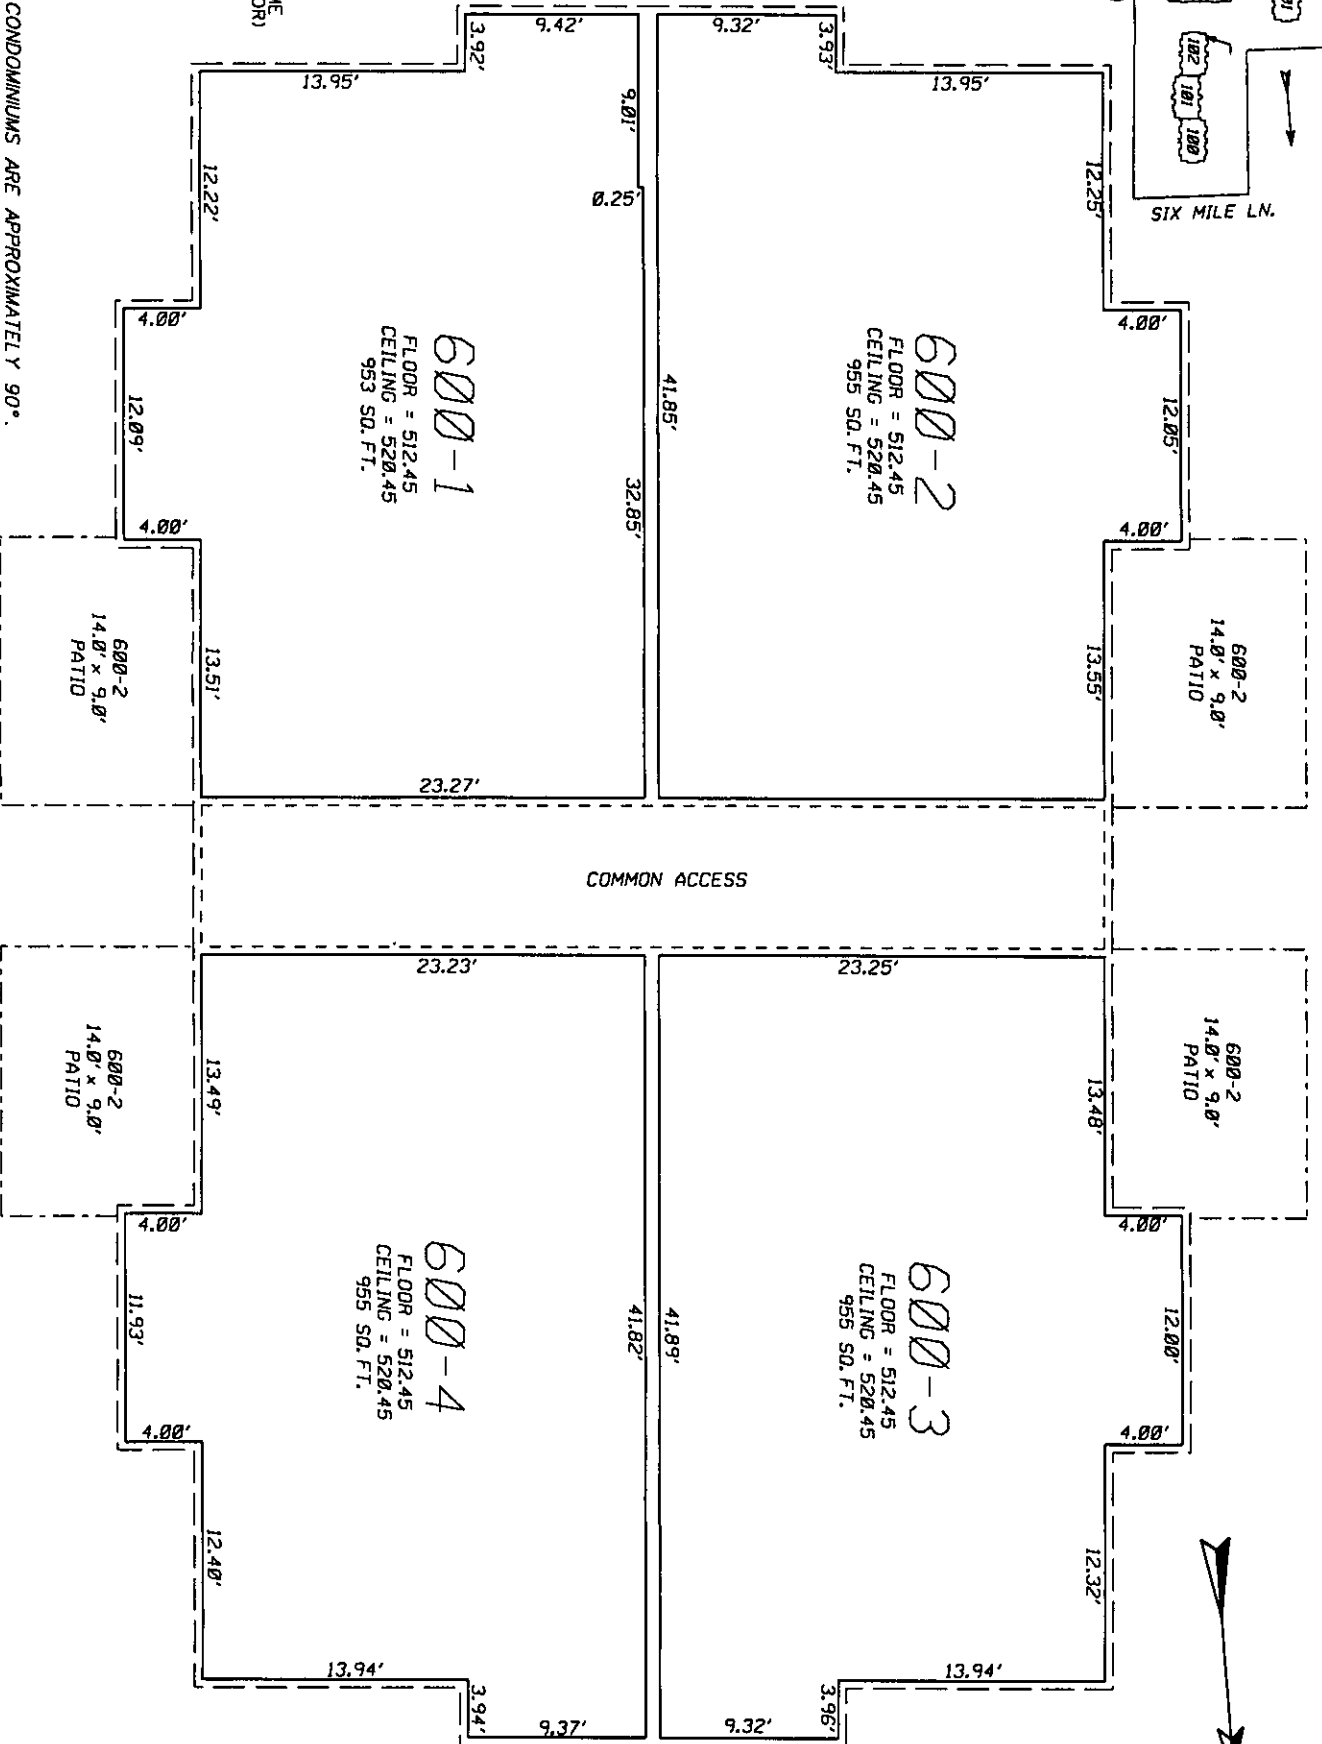 102
101
100
SIX MILE LN.
9.42'
9.32'
3.92'
3.93'
13.95'
13.95'
9.01'
0.25'
12.22'
12.25'
4.00'
4.00'
12.09'
12.05'
41.85'
32.85'
600-1
FLOOR = 512.45
CEILING = 520.45
953 SQ. FT.
600-2
FLOOR = 512.45
CEILING = 520.45
955 SQ. FT.
4.00'
4.00'
13.51'
13.55'
600-2
14.0' x 9.0'
PATIO
600-2
14.0' x 9.0'
PATIO
23.27'
COMMON ACCESS
23.23'
23.25'
13.49'
13.48'
600-2
14.0' x 9.0'
PATIO
600-2
14.0' x 9.0'
PATIO
4.00'
4.00'
11.93'
12.00'
41.82'
41.89'
600-4
FLOOR = 512.45
CEILING = 520.45
955 SQ. FT.
600-3
FLOOR = 512.45
CEILING = 520.45
955 SQ. FT.
4.00'
4.00'
12.40'
12.32'
13.94'
13.94'
3.94'
3.96'
9.37'
9.32'
CONDOMINIUMS ARE APPROXIMATELY 90°.